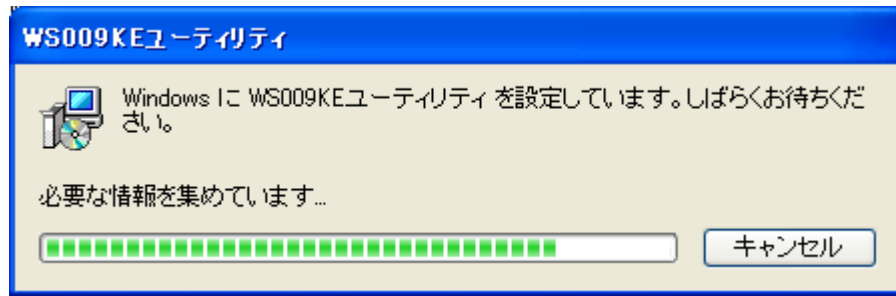 WS009KEユーティリティ
Windows に WS009KEユーティリティ を設定しています。しばらくお待ちくだ
さい。
必要な情報を集めています...
キャンセル